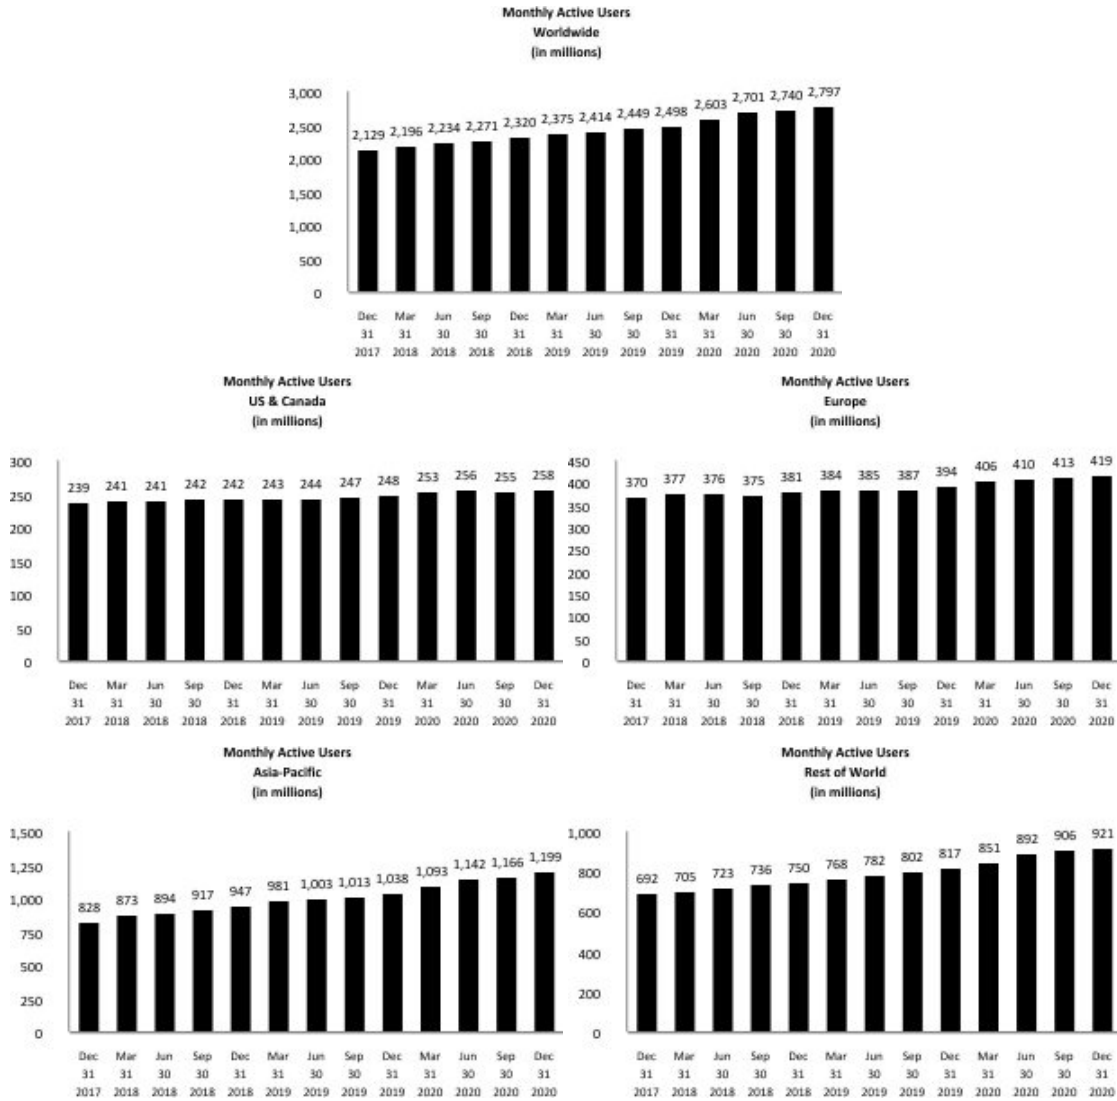 Monthly Active Users
Worldwide
(in millions)
3,000
2,500
2,000
1,500
1,000
500
0
2,129 2,196 2,234 2,271 2,320 2,375 2,414 2,449 2,498 2,603 2,701 2,740 2,797
Dec Mar Jun Sep Dec Mar Jun Sep Dec Mar Jun Sep Dec
31 31 30 30 31 31 30 30 31 31 30 30 31
2017 2018 2018 2018 2018 2019 2019 2019 2019 2020 2020 2020 2020
Monthly Active Users
US & Canada
(in millions)
300
250
200
150
100
50
0
239 241 241 242 242 243 244 247 248 253 256 255 258
Dec Mar Jun Sep Dec Mar Jun Sep Dec Mar Jun Sep Dec
31 31 30 30 31 31 30 30 31 31 30 30 31
2017 2018 2018 2018 2018 2019 2019 2019 2019 2020 2020 2020 2020
Monthly Active Users
Europe
(in millions)
450
400
350
300
250
200
150
100
50
0
370 377 376 375 381 384 385 387 394 406 410 413 419
Dec Mar Jun Sep Dec Mar Jun Sep Dec Mar Jun Sep Dec
31 31 30 30 31 31 30 30 31 31 30 30 31
2017 2018 2018 2018 2018 2019 2019 2019 2019 2020 2020 2020 2020
Monthly Active Users
Asia-Pacific
(in millions)
1,500
1,250
1,000
750
500
250
0
828 873 894 917 947 981 1,003 1,013 1,038 1,093 1,142 1,166 1,199
Dec Mar Jun Sep Dec Mar Jun Sep Dec Mar Jun Sep Dec
31 31 30 30 31 31 30 30 31 31 30 30 31
2017 2018 2018 2018 2018 2019 2019 2019 2019 2020 2020 2020 2020
Monthly Active Users
Rest of World
(in millions)
1,000
800
600
400
200
0
692 705 723 736 750 768 782 802 817 851 892 906 921
Dec Mar Jun Sep Dec Mar Jun Sep Dec Mar Jun Sep Dec
31 31 30 30 31 31 30 30 31 31 30 30 31
2017 2018 2018 2018 2018 2019 2019 2019 2019 2020 2020 2020 2020